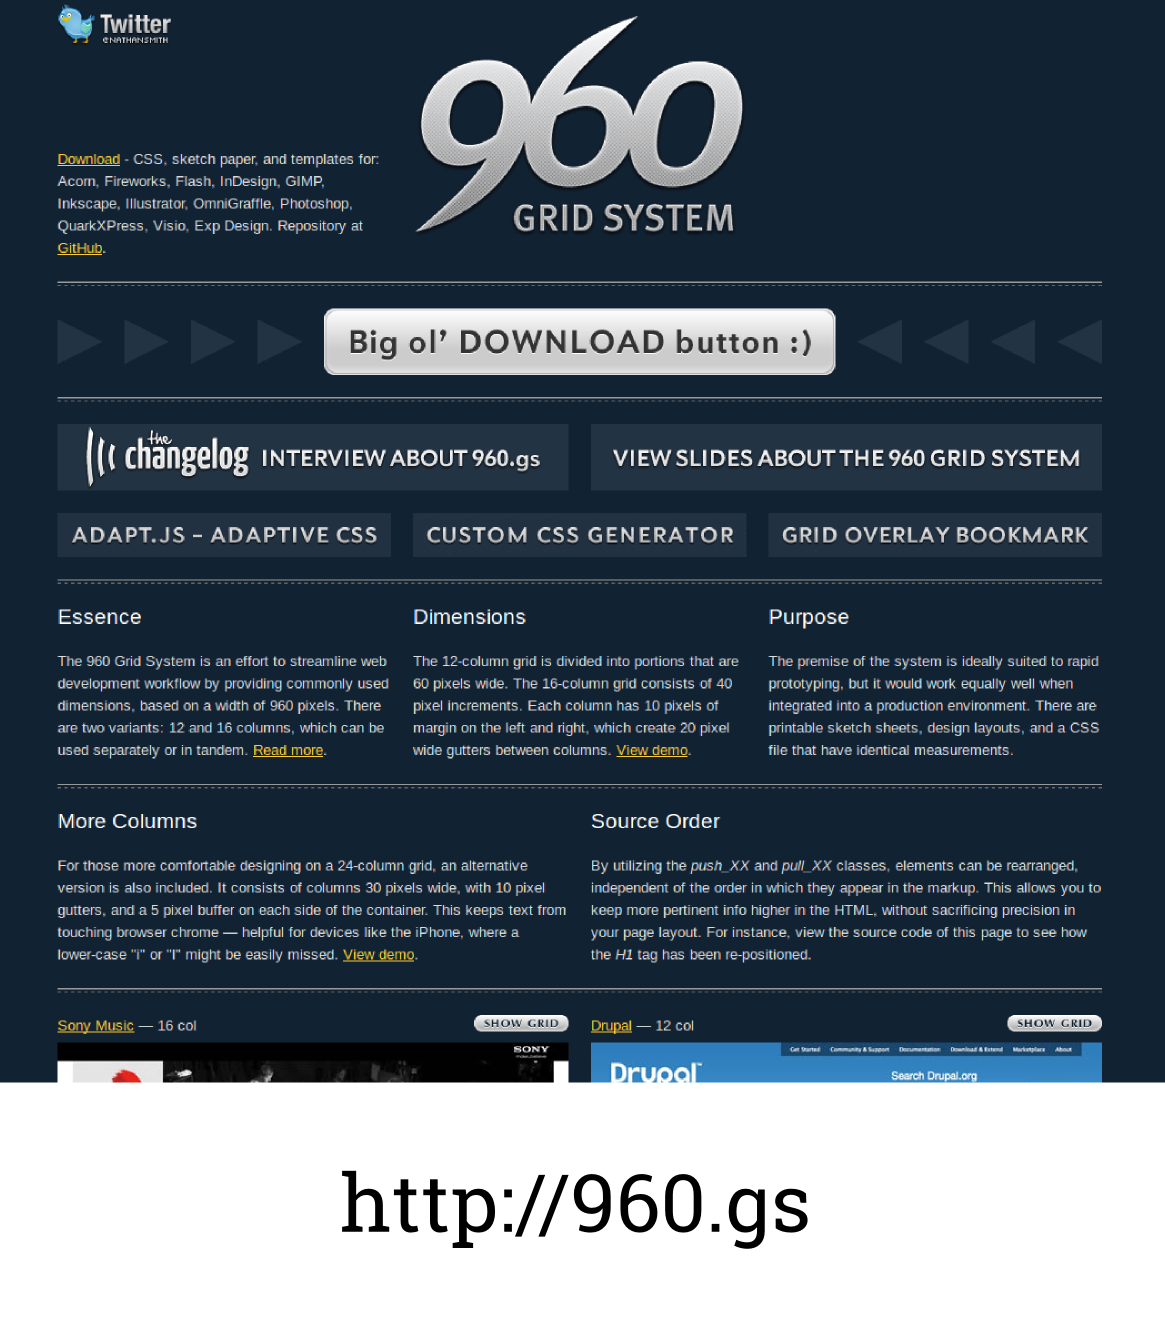 Twitter
@NATHANSMITH
960
GRID SYSTEM
Download - CSS, sketch paper, and templates for:
Acorn, Fireworks, Flash, InDesign, GIMP,
Inkscape, Illustrator, OmniGraffle, Photoshop,
QuarkXPress, Visio, Exp Design. Repository at
GitHub.
Big ol’ DOWNLOAD button :)
the changelog INTERVIEW ABOUT 960.gs
VIEW SLIDES ABOUT THE 960 GRID SYSTEM
ADAPT.JS – ADAPTIVE CSS
CUSTOM CSS GENERATOR
GRID OVERLAY BOOKMARK
Essence
The 960 Grid System is an effort to streamline web
development workflow by providing commonly used
dimensions, based on a width of 960 pixels. There
are two variants: 12 and 16 columns, which can be
used separately or in tandem. Read more.
Dimensions
The 12-column grid is divided into portions that are
60 pixels wide. The 16-column grid consists of 40
pixel increments. Each column has 10 pixels of
margin on the left and right, which create 20 pixel
wide gutters between columns. View demo.
Purpose
The premise of the system is ideally suited to rapid
prototyping, but it would work equally well when
integrated into a production environment. There are
printable sketch sheets, design layouts, and a CSS
file that have identical measurements.
More Columns
For those more comfortable designing on a 24-column grid, an alternative
version is also included. It consists of columns 30 pixels wide, with 10 pixel
gutters, and a 5 pixel buffer on each side of the container. This keeps text from
touching browser chrome — helpful for devices like the iPhone, where a
lower-case "i" or "l" might be easily missed. View demo.
Source Order
By utilizing the push_XX and pull_XX classes, elements can be rearranged,
independent of the order in which they appear in the markup. This allows you to
keep more pertinent info higher in the HTML, without sacrificing precision in
your page layout. For instance, view the source code of this page to see how
the H1 tag has been re-positioned.
Sony Music — 16 col
SHOW GRID
SONY
Drupal — 12 col
SHOW GRID
Get Started Community & Support Documentation Download & Extend Marketplace About
Drupal™
Search Drupal.org
http://960.gs